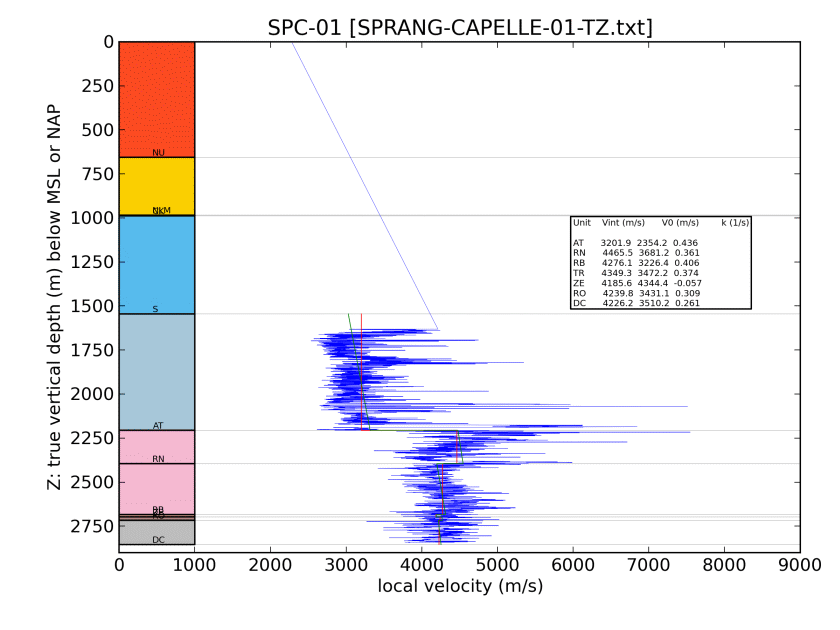 SPC-01 [SPRANG-CAPELLE-01-TZ.txt]
Z: true vertical depth (m) below MSL or NAP
0
250
500
750
1000
1250
1500
1750
2000
2250
2500
2750
NU
S
AT
RN
RO
DC
Unit Vint (m/s) V0 (m/s) k (1/s)
AT 3201.9 2354.2 0.436
RN 4465.5 3681.2 0.361
RB 4276.1 3226.4 0.406
TR 4349.3 3472.2 0.374
ZE 4185.6 4344.4 -0.057
RO 4239.8 3431.1 0.309
DC 4226.2 3510.2 0.261
0 1000 2000 3000 4000 5000 6000 7000 8000 9000
local velocity (m/s)